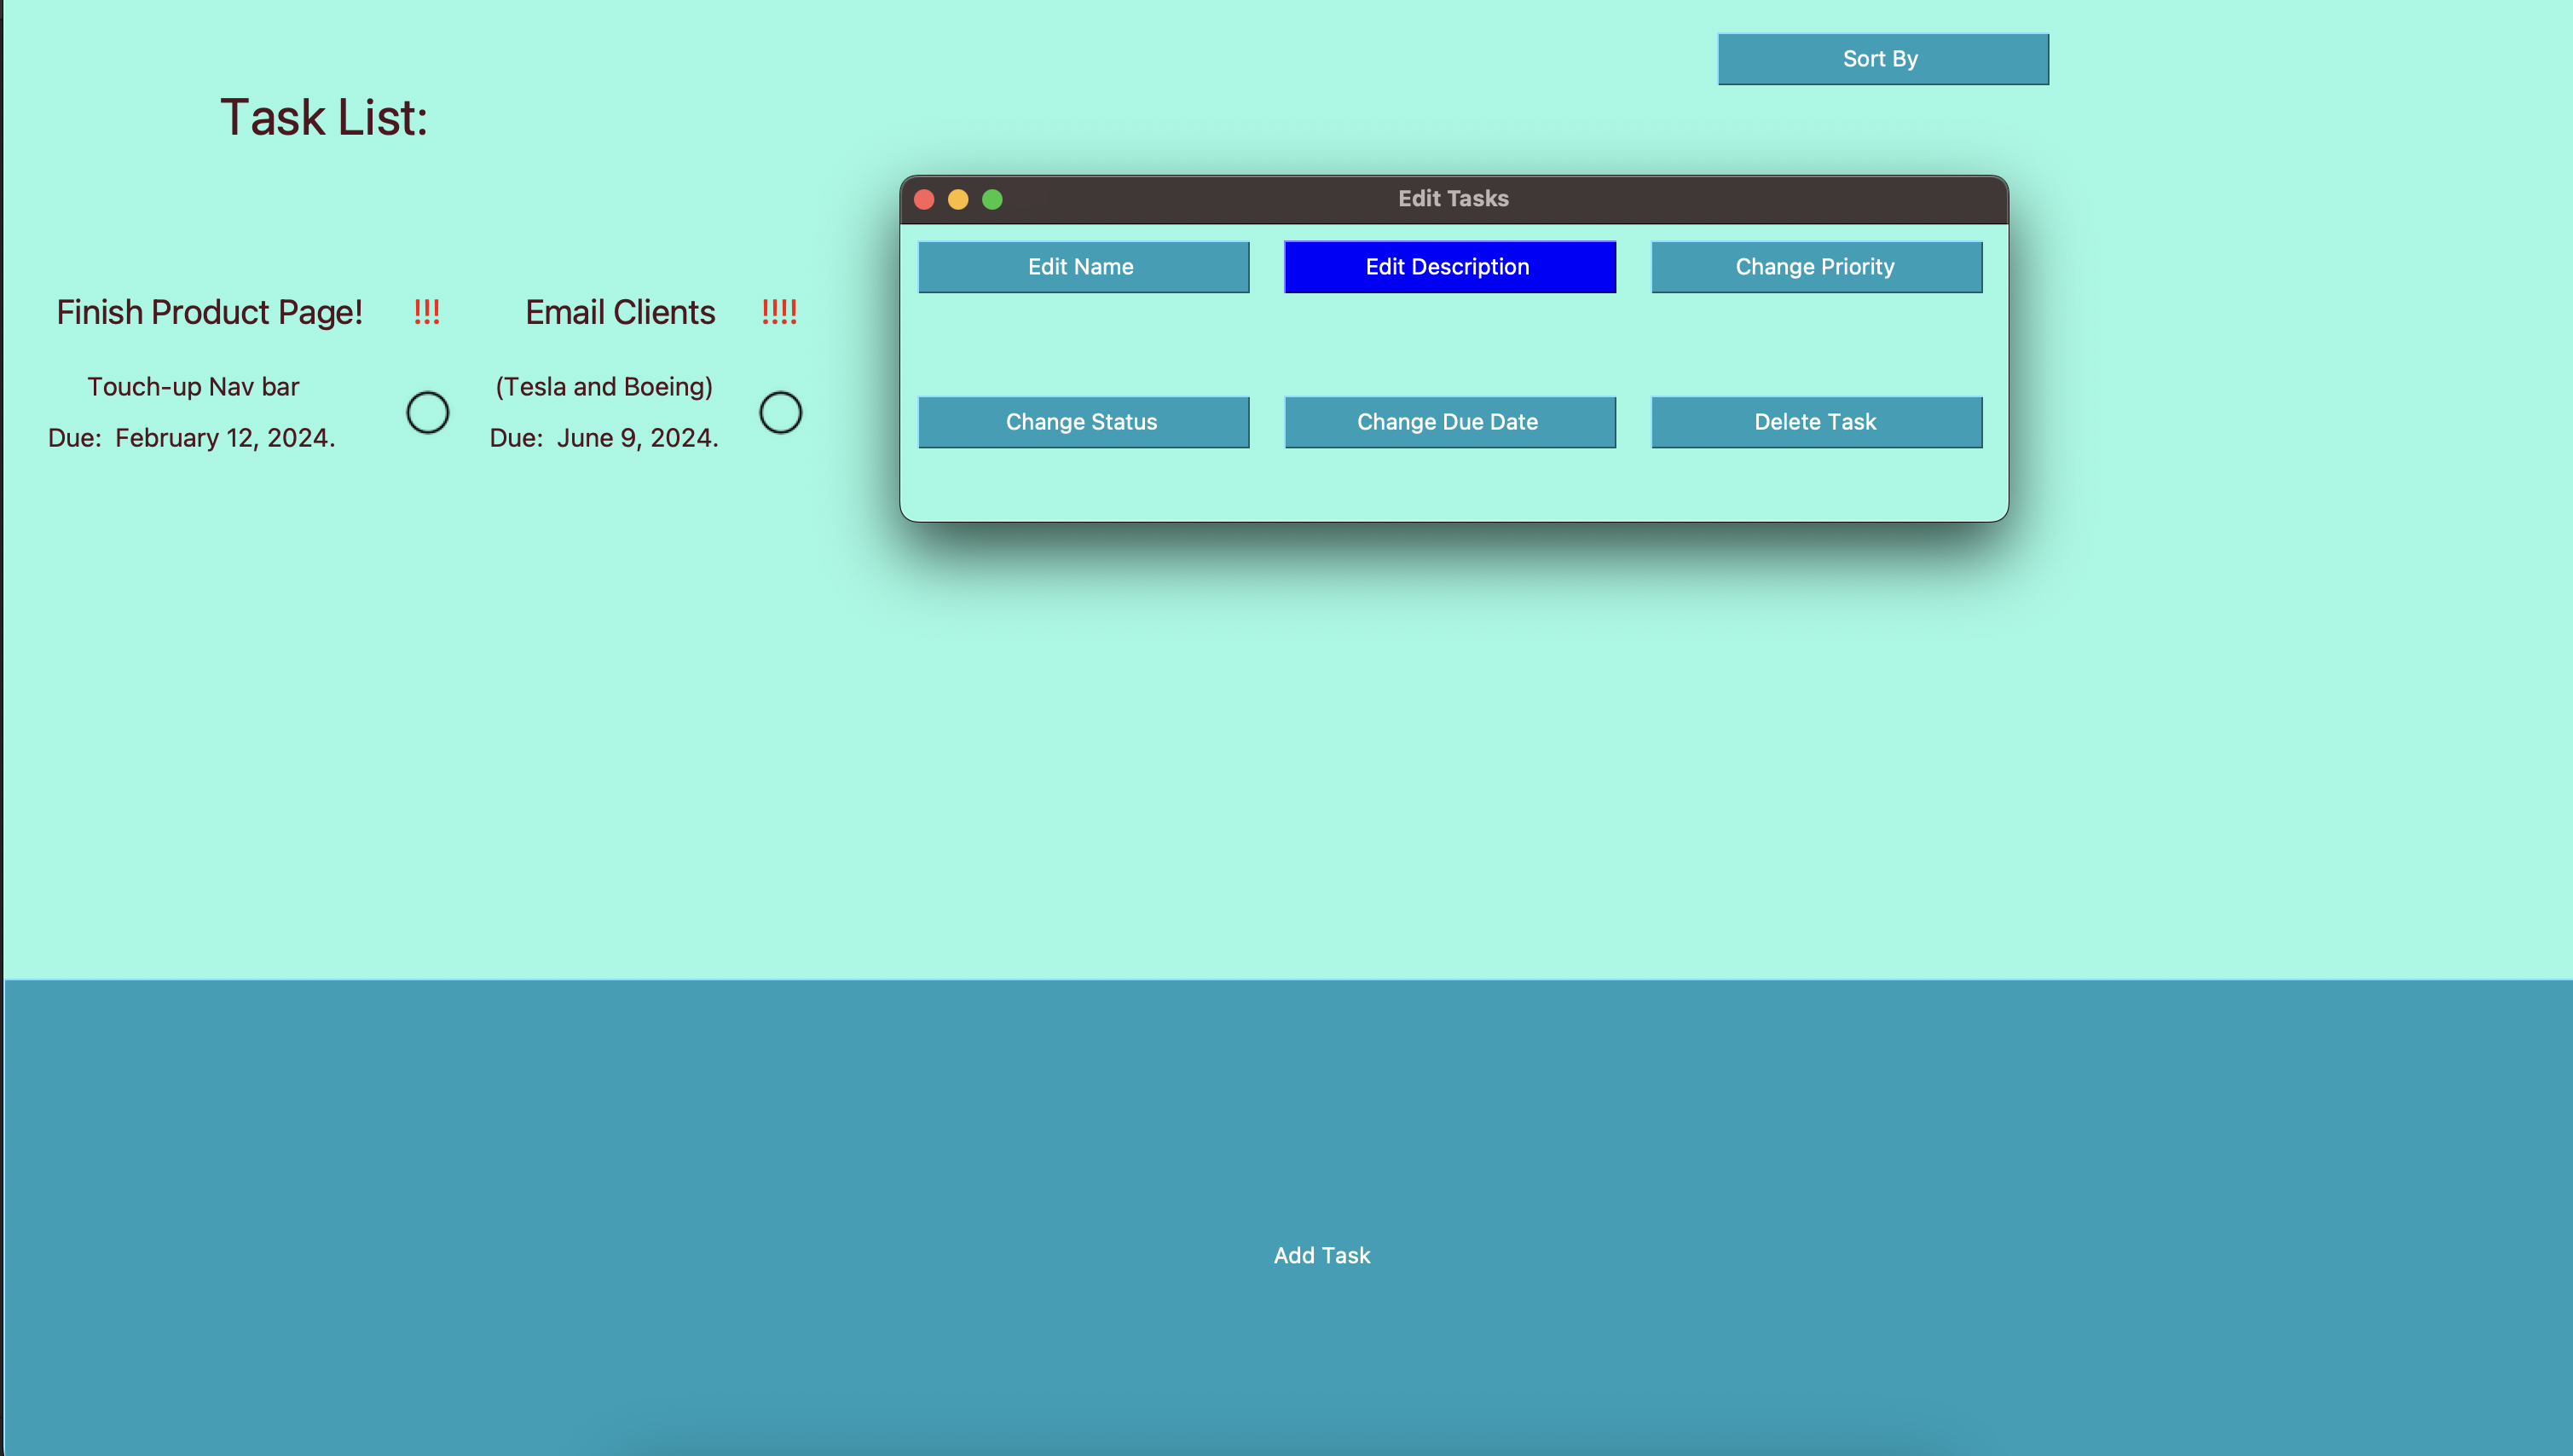 Sort By
Task List:
Edit Tasks
Edit Name
Edit Description
Change Priority
Finish Product Page!
!!!
Email Clients
!!!!
Touch-up Nav bar
(Tesla and Boeing)
Due:  February 12, 2024.
Due:  June 9, 2024.
Change Status
Change Due Date
Delete Task
Add Task